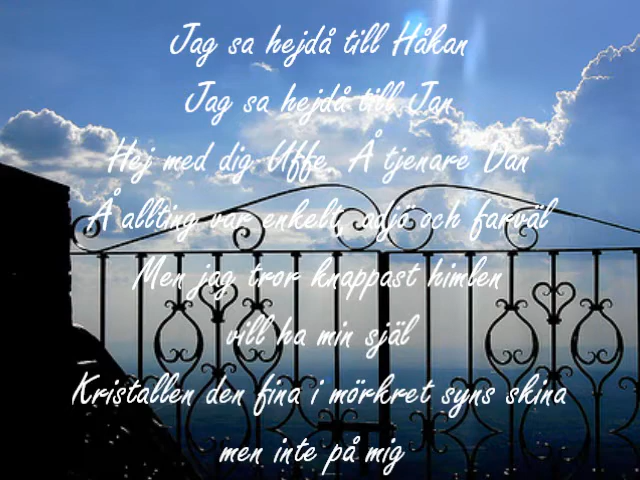 Jag sa hejdå till Håkan
Jag sa hejdå till Jan
Hej med dig Uffe Å tjenare Dan
Å allting var enkelt, adjö och farväl
Men jag tror knappast himlen
vill ha min själ
Kristallen den fina i mörkret syns skina
men inte på mig